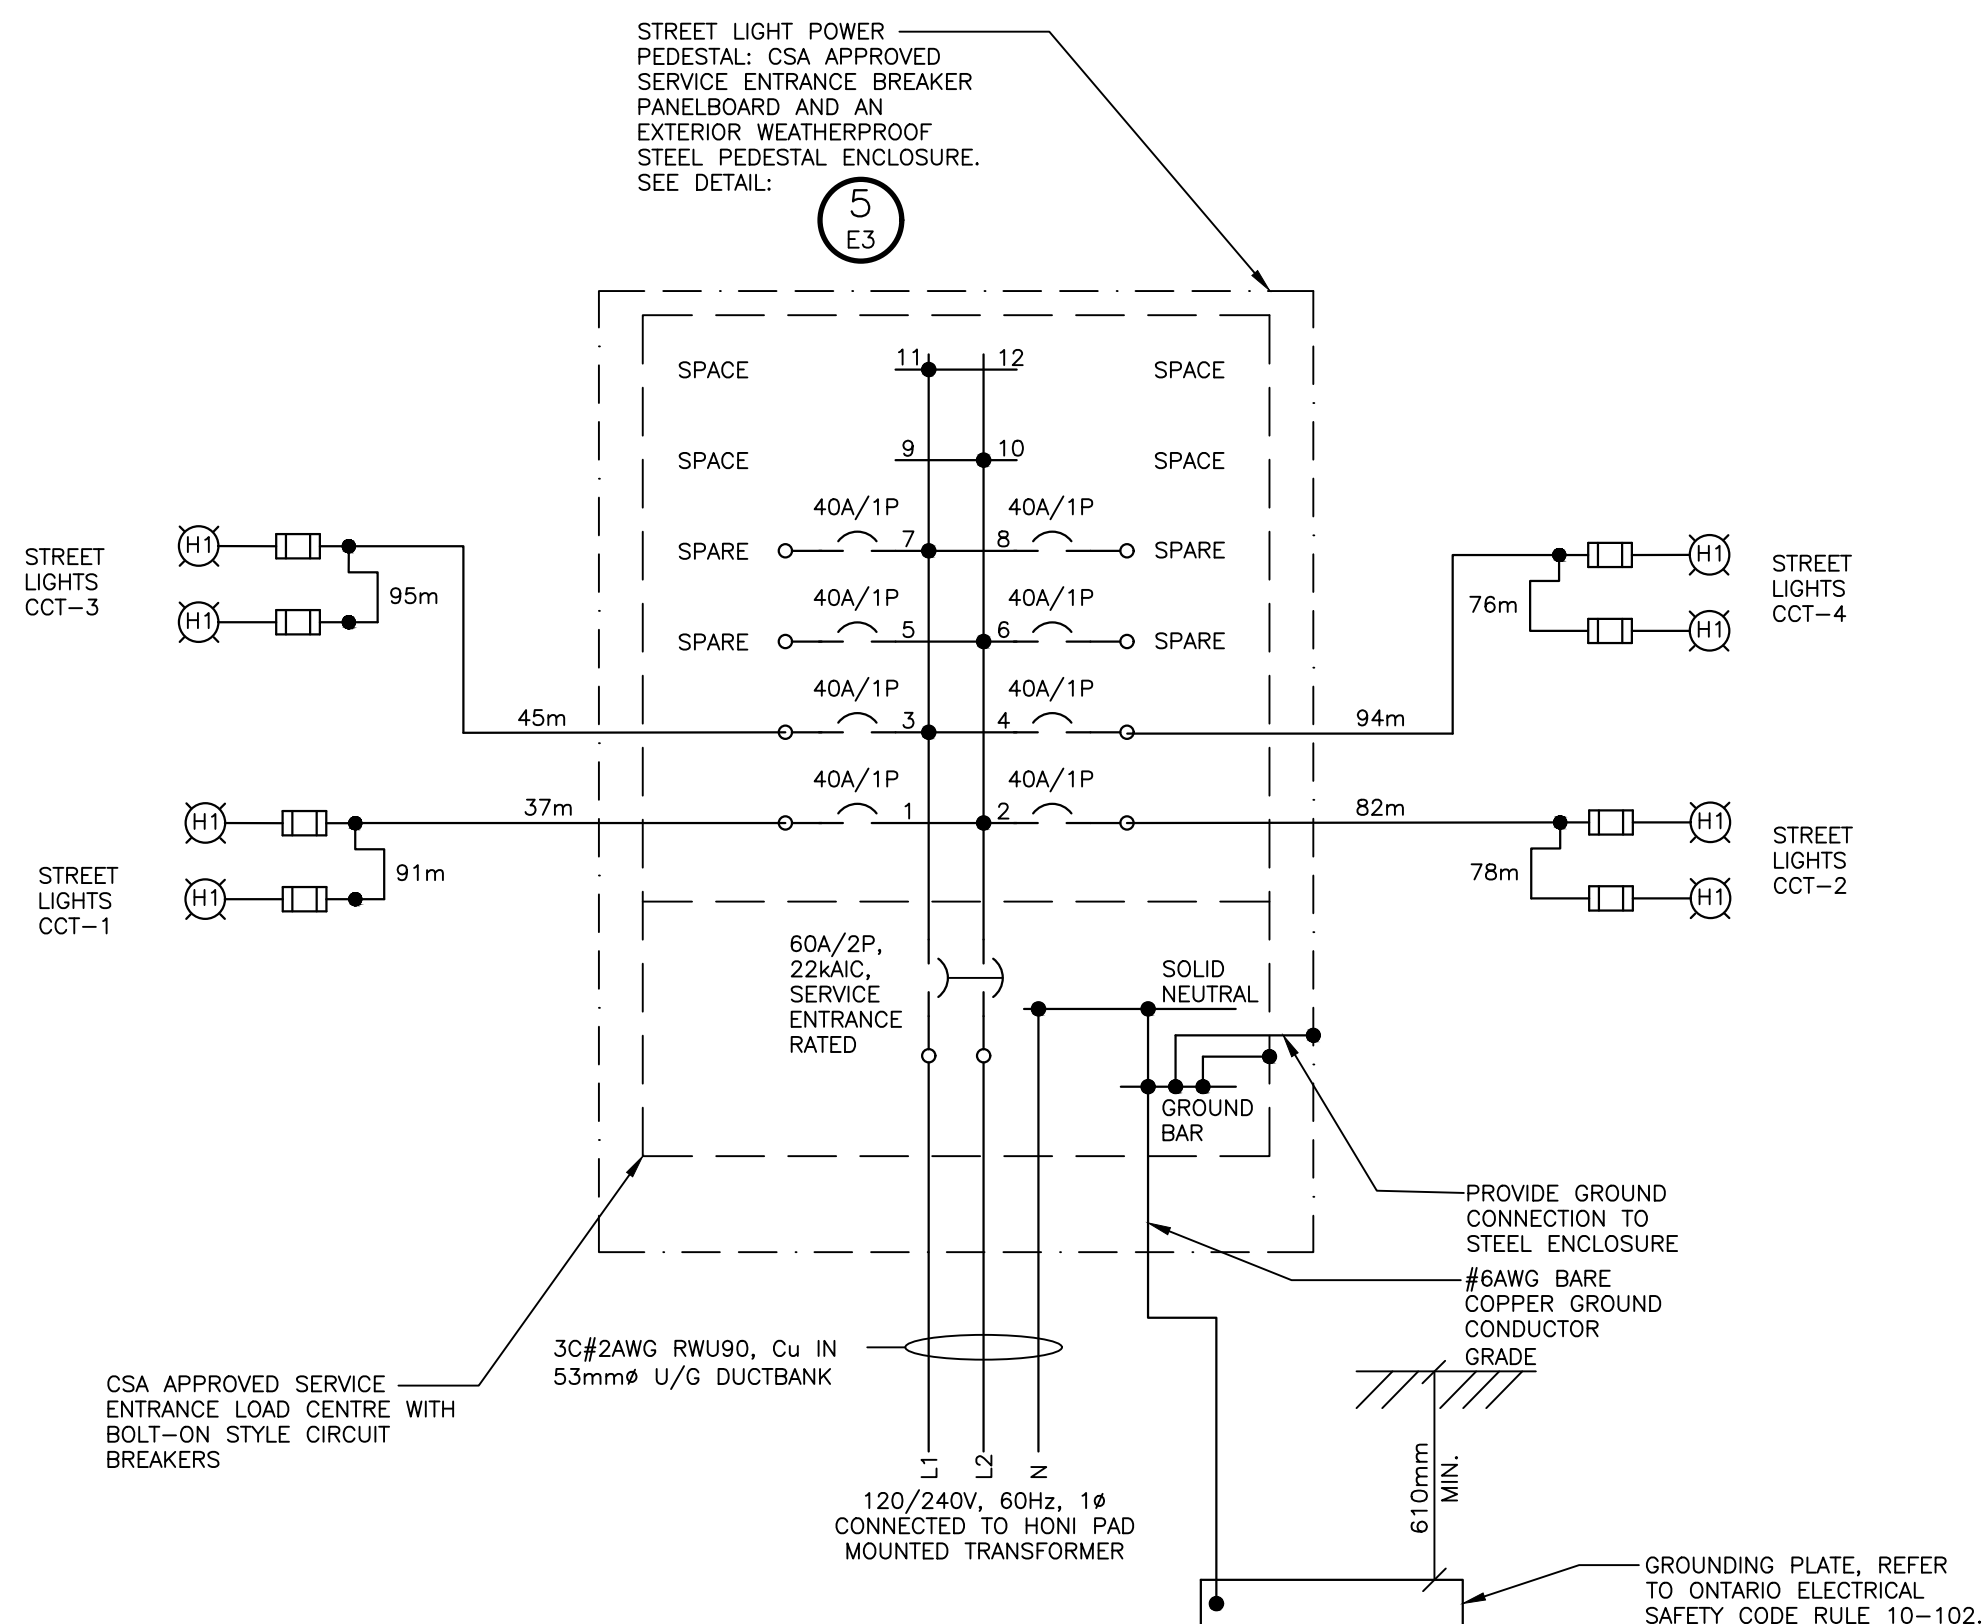 STREET LIGHT POWER
PEDESTAL: CSA APPROVED
SERVICE ENTRANCE BREAKER
PANELBOARD AND AN
EXTERIOR WEATHERPROOF
STEEL PEDESTAL ENCLOSURE.
SEE DETAIL:
5
E3
SPACE
11
12
SPACE
SPACE
9
10
SPACE
40A/1P
40A/1P
SPARE
7
8
SPARE
40A/1P
40A/1P
SPARE
5
6
SPARE
40A/1P
40A/1P
3
4
40A/1P
40A/1P
1
2
STREET
LIGHTS
CCT-3
H1
H1
95m
45m
H1
H1
37m
91m
STREET
LIGHTS
CCT-1
94m
76m
H1
H1
STREET
LIGHTS
CCT-4
82m
78m
H1
H1
STREET
LIGHTS
CCT-2
60A/2P,
22kAIC,
SERVICE
ENTRANCE
RATED
SOLID
NEUTRAL
GROUND
BAR
PROVIDE GROUND
CONNECTION TO
STEEL ENCLOSURE
#6AWG BARE
COPPER GROUND
CONDUCTOR
GRADE
610mm
MIN.
3C#2AWG RWU90, Cu IN
53mmø U/G DUCTBANK
CSA APPROVED SERVICE
ENTRANCE LOAD CENTRE WITH
BOLT-ON STYLE CIRCUIT
BREAKERS
L1
L2
N
120/240V, 60Hz, 1ø
CONNECTED TO HONI PAD
MOUNTED TRANSFORMER
GROUNDING PLATE, REFER
TO ONTARIO ELECTRICAL
SAFETY CODE RULE 10-102.